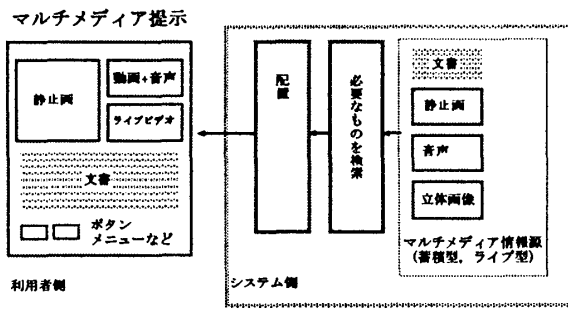 マルチメディア提示
静止画
動画+音声
ライブビデオ
文書
ボタン
メニューなど
利用者側
配置
必要なものを検索
文書
静止画
音声
立体画像
マルチメディア情報源
(蓄積型, ライブ型)
システム側